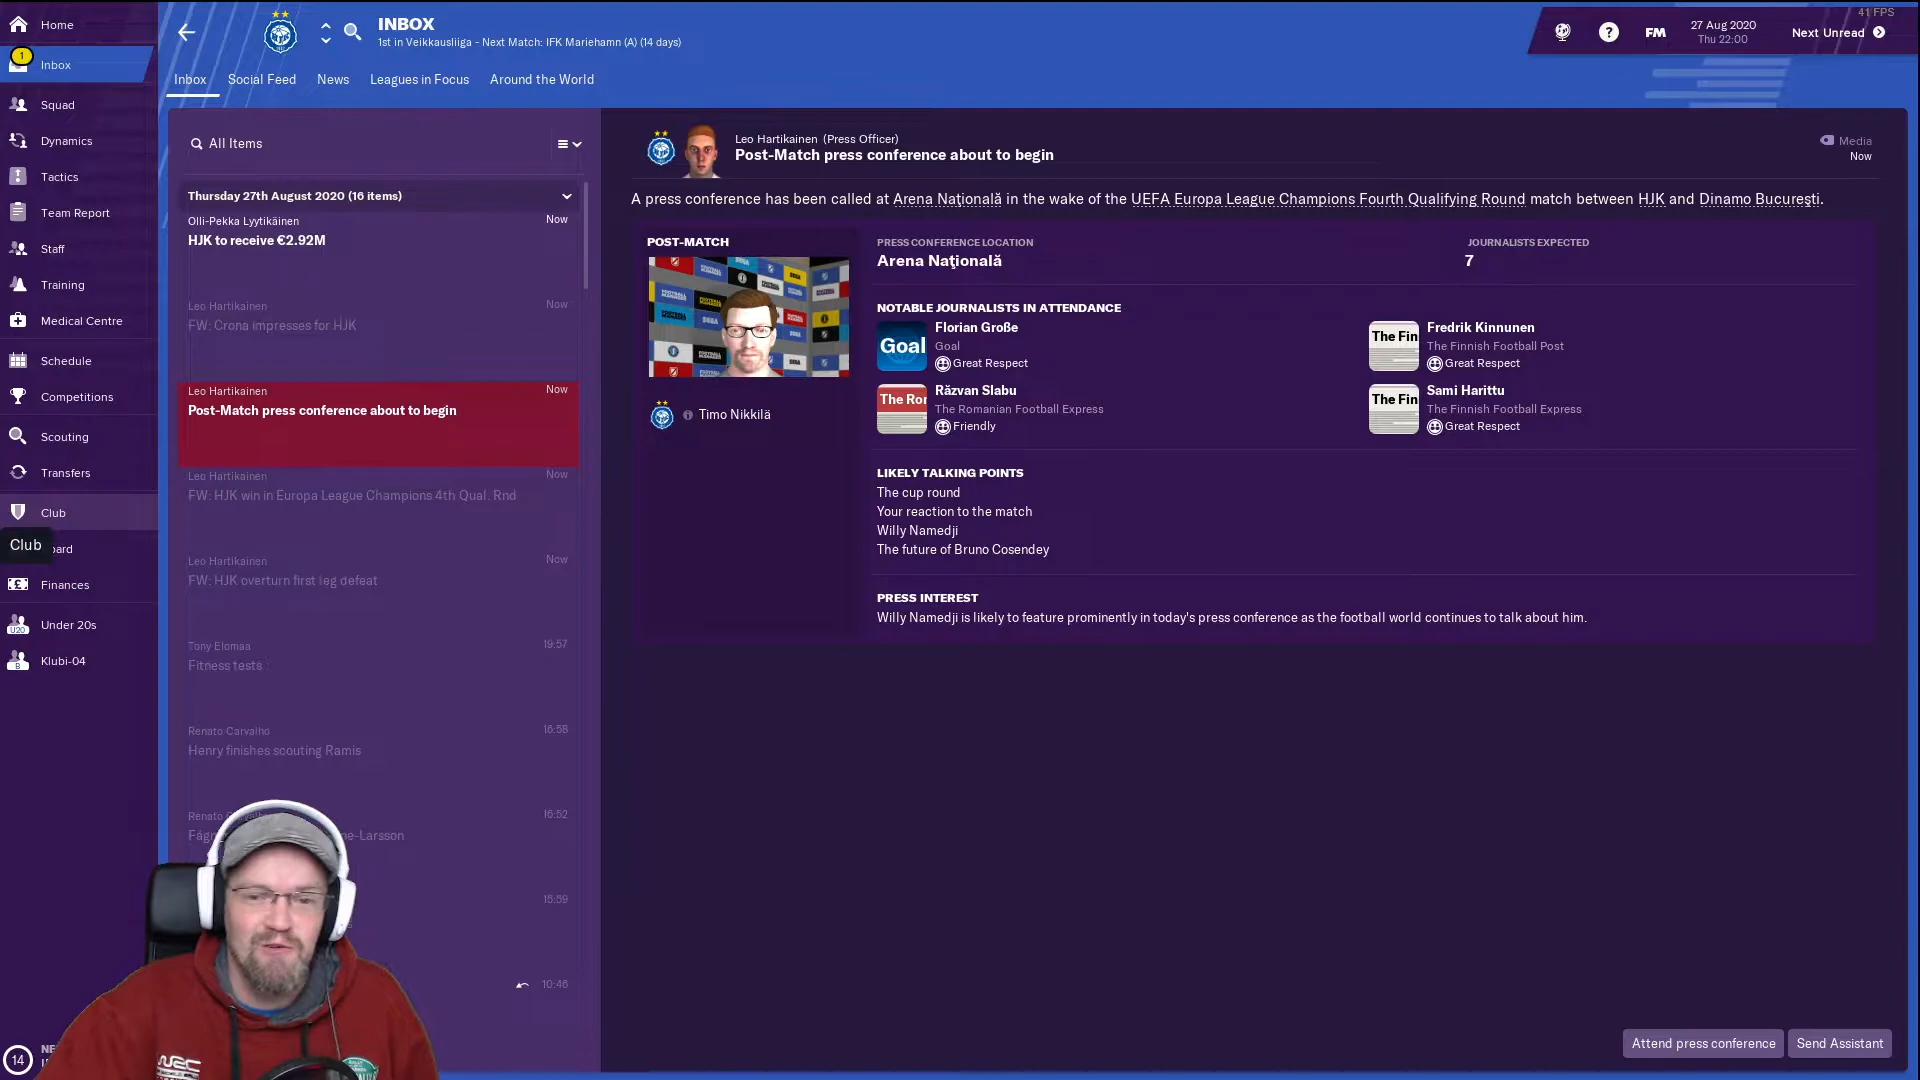 Home
1
Inbox
Squad
Dynamics
Tactics
Team Report
Staff
Training
Medical Centre
Schedule
Competitions
Scouting
Transfers
Club
Club
Finances
U20
Under 20s
B
Klubi-04
14
INBOX
1st in Veikkausliiga - Next Match: IFK Mariehamn (A) (14 days)
41 FPS
FM
27 Aug 2020
Thu 22:00
Next Unread
Inbox
Social Feed
News
Leagues in Focus
Around the World
All Items
Thursday 27th August 2020 (16 items)
Olli-Pekka Lyytikäinen
Now
HJK to receive €2.92M
Leo Hartikainen
Now
FW: Crona impresses for HJK
Leo Hartikainen
Now
Post-Match press conference about to begin
Leo Hartikainen
Now
FW: HJK win in Europa League Champions 4th Qual. Rnd
Leo Hartikainen
Now
FW: HJK overturn first leg defeat
Tony Elomaa
19:57
Fitness tests
Renato Carvalho
16:58
Henry finishes scouting Ramis
16:52
15:59
10:46
Leo Hartikainen (Press Officer)
Post-Match press conference about to begin
Media
Now
A press conference has been called at Arena Naţională in the wake of the UEFA Europa League Champions Fourth Qualifying Round match between HJK and Dinamo Bucureşti.
POST-MATCH
Timo Nikkilä
PRESS CONFERENCE LOCATION
Arena Naţională
JOURNALISTS EXPECTED
7
NOTABLE JOURNALISTS IN ATTENDANCE
Goal
Florian Große
Goal
Great Respect
The Fin
Fredrik Kinnunen
The Finnish Football Post
Great Respect
The Ror
Răzvan Slabu
The Romanian Football Express
Friendly
The Fin
Sami Harittu
The Finnish Football Express
Great Respect
LIKELY TALKING POINTS
The cup round
Your reaction to the match
Willy Namedji
The future of Bruno Cosendey
PRESS INTEREST
Willy Namedji is likely to feature prominently in today's press conference as the football world continues to talk about him.
Attend press conference
Send Assistant
WRC